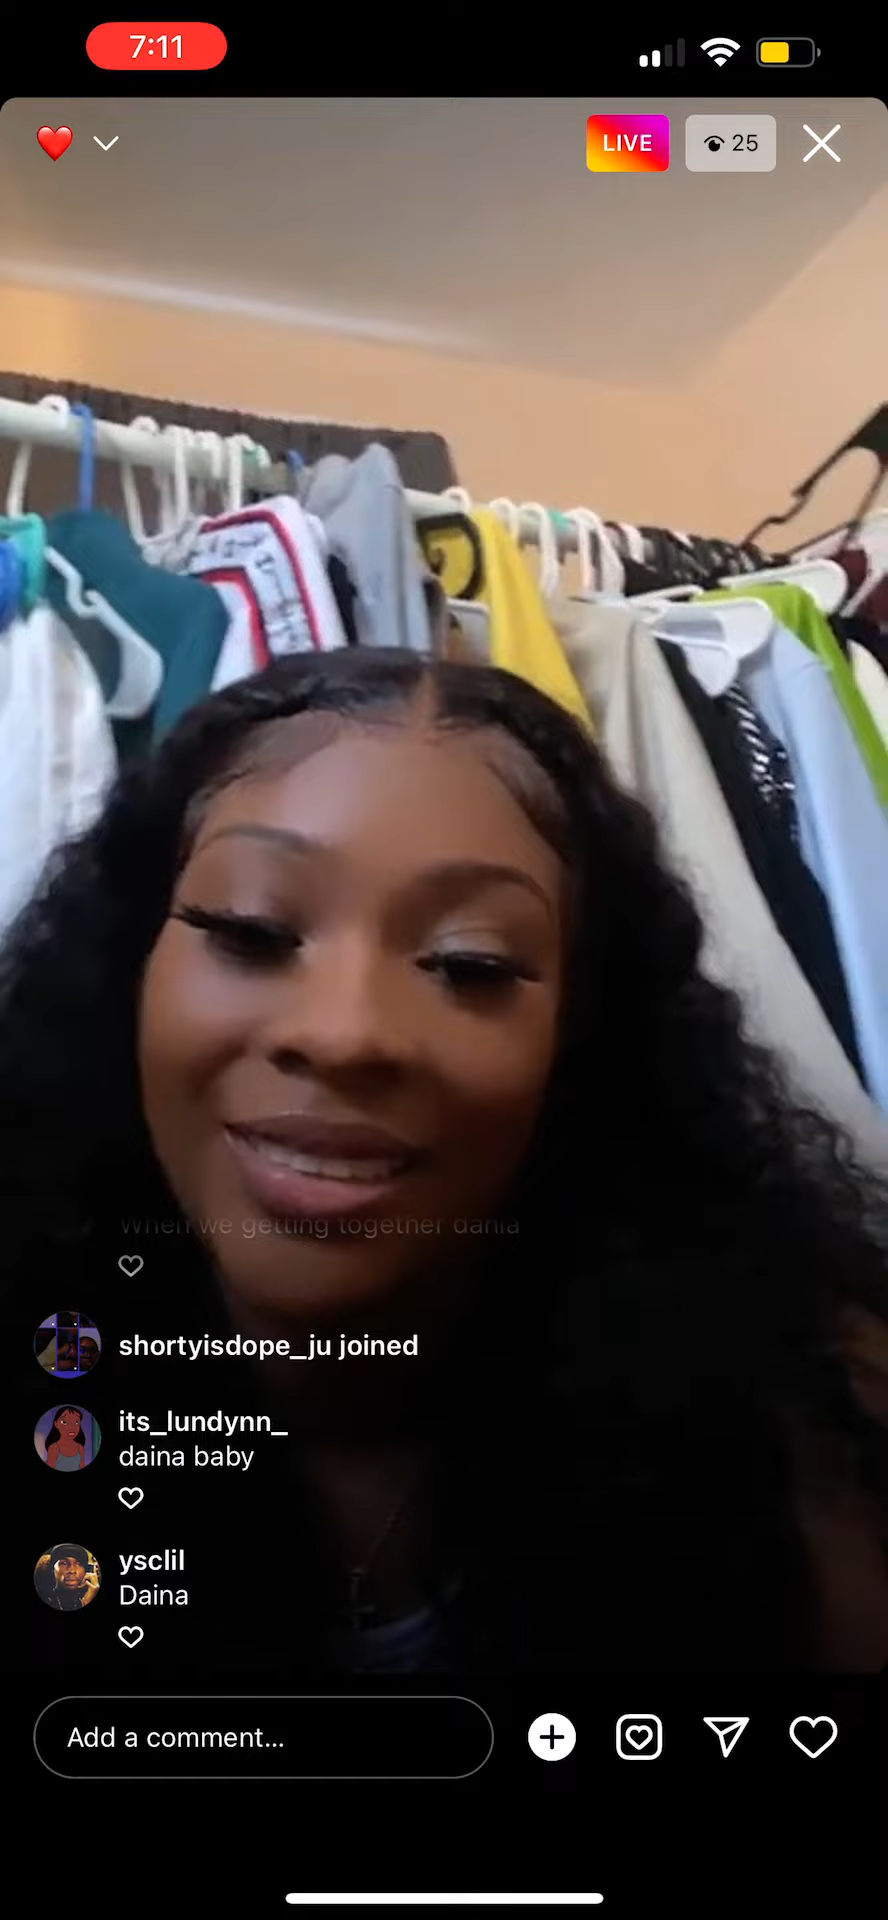 7:11
LIVE
25
When we getting together dania
shortyisdope_ju joined
its_lundynn_
daina baby
ysclil
Daina
Add a comment...